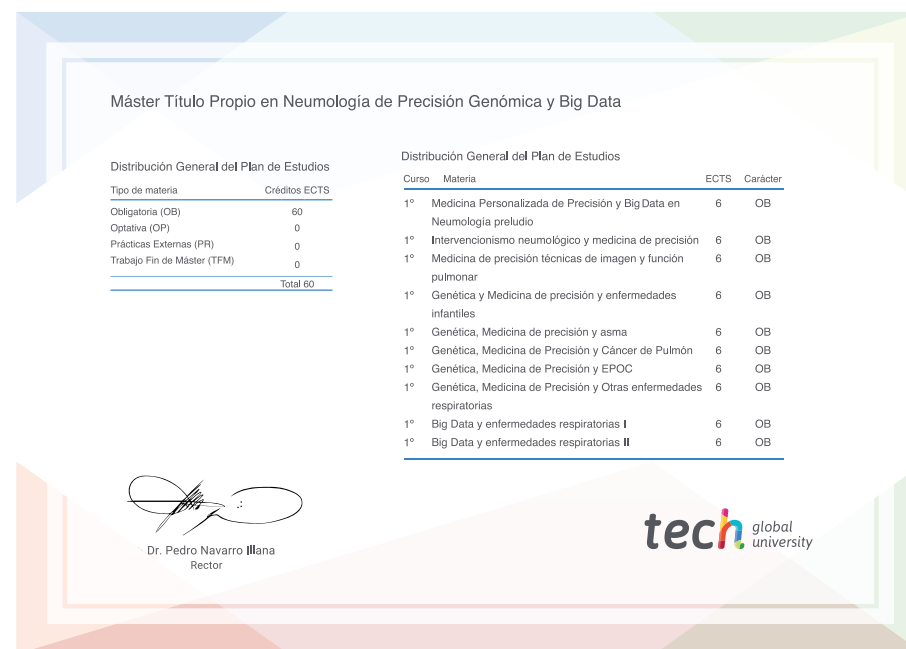 Máster Título Propio en Neumología de Precisión Genómica y Big Data
Distribución General del Plan de Estudios
Tipo de materia Créditos ECTS
Obligatoria (OB) 60
Optativa (OP) 0
Prácticas Externas (PR) 0
Trabajo Fin de Máster (TFM) 0
Total 60
Distribución General del Plan de Estudios
Curso Materia ECTS Carácter
1º Medicina Personalizada de Precisión y Big Data en 6 OB
Neumología preludio
1º Intervencionismo neumológico y medicina de precisión 6 OB
1º Medicina de precisión técnicas de imagen y función 6 OB
pulmonar
1º Genética y Medicina de precisión y enfermedades 6 OB
infantiles
1º Genética, Medicina de precisión y asma 6 OB
1º Genética, Medicina de Precisión y Cáncer de Pulmón 6 OB
1º Genética, Medicina de Precisión y EPOC 6 OB
1º Genética, Medicina de Precisión y Otras enfermedades 6 OB
respiratorias
1º Big Data y enfermedades respiratorias I 6 OB
1º Big Data y enfermedades respiratorias II 6 OB
Dr. Pedro Navarro Illana
Rector
tech global
university